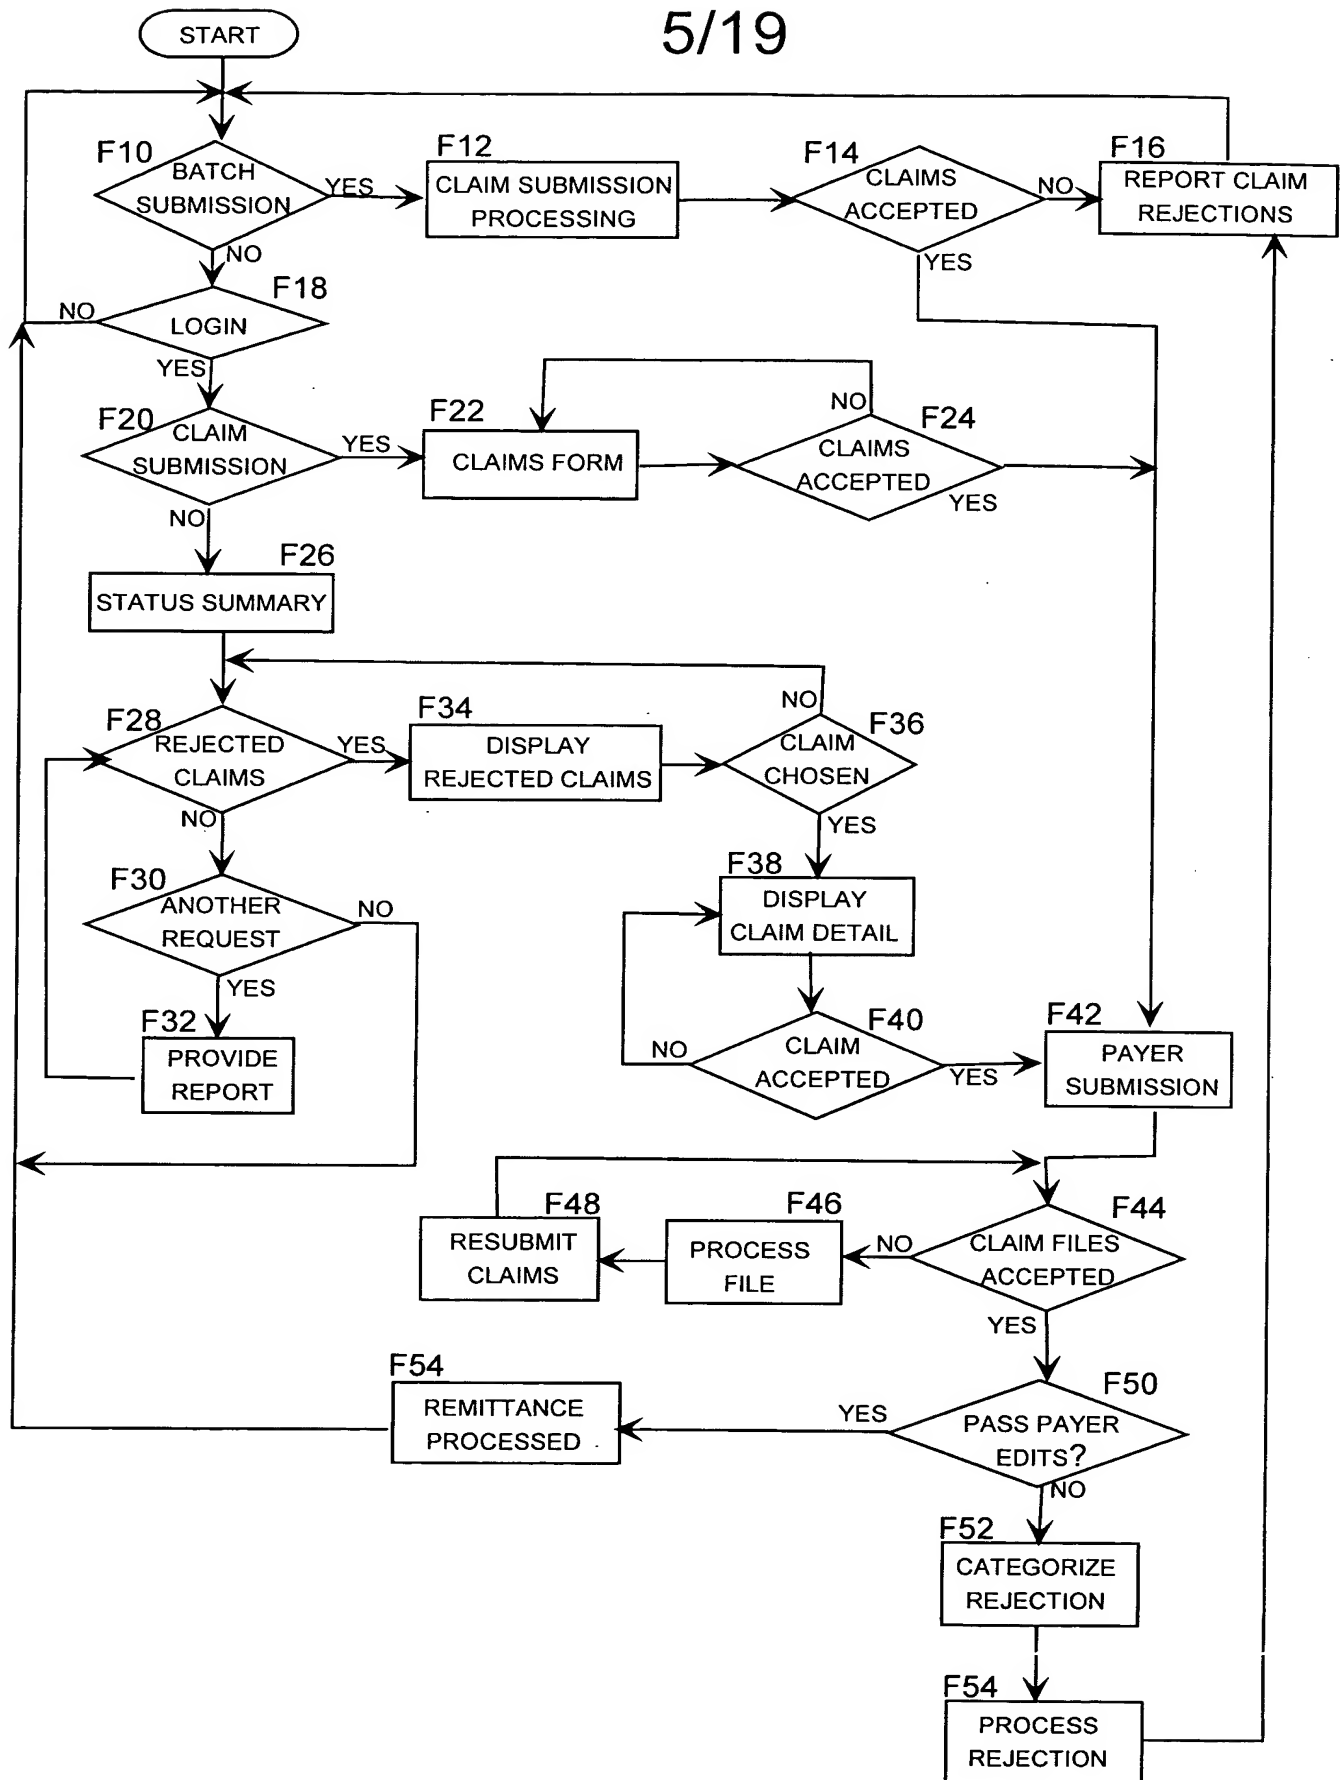 5/19
START
F10
BATCH
SUBMISSION
YES
NO
F12
CLAIM SUBMISSION
PROCESSING
F14
CLAIMS
ACCEPTED
NO
YES
F16
REPORT CLAIM
REJECTIONS
F18
LOGIN
NO
YES
F20
CLAIM
SUBMISSION
YES
NO
F22
CLAIMS FORM
F24
CLAIMS
ACCEPTED
NO
YES
F26
STATUS SUMMARY
F28
REJECTED
CLAIMS
YES
NO
F34
DISPLAY
REJECTED CLAIMS
F36
CLAIM
CHOSEN
NO
YES
F30
ANOTHER
REQUEST
NO
YES
F38
DISPLAY
CLAIM DETAIL
F32
PROVIDE
REPORT
F40
CLAIM
ACCEPTED
NO
YES
F42
PAYER
SUBMISSION
F48
RESUBMIT
CLAIMS
F46
PROCESS
FILE
F44
CLAIM FILES
ACCEPTED
NO
YES
F54
REMITTANCE
PROCESSED
F50
PASS PAYER
EDITS?
YES
NO
F52
CATEGORIZE
REJECTION
F54
PROCESS
REJECTION